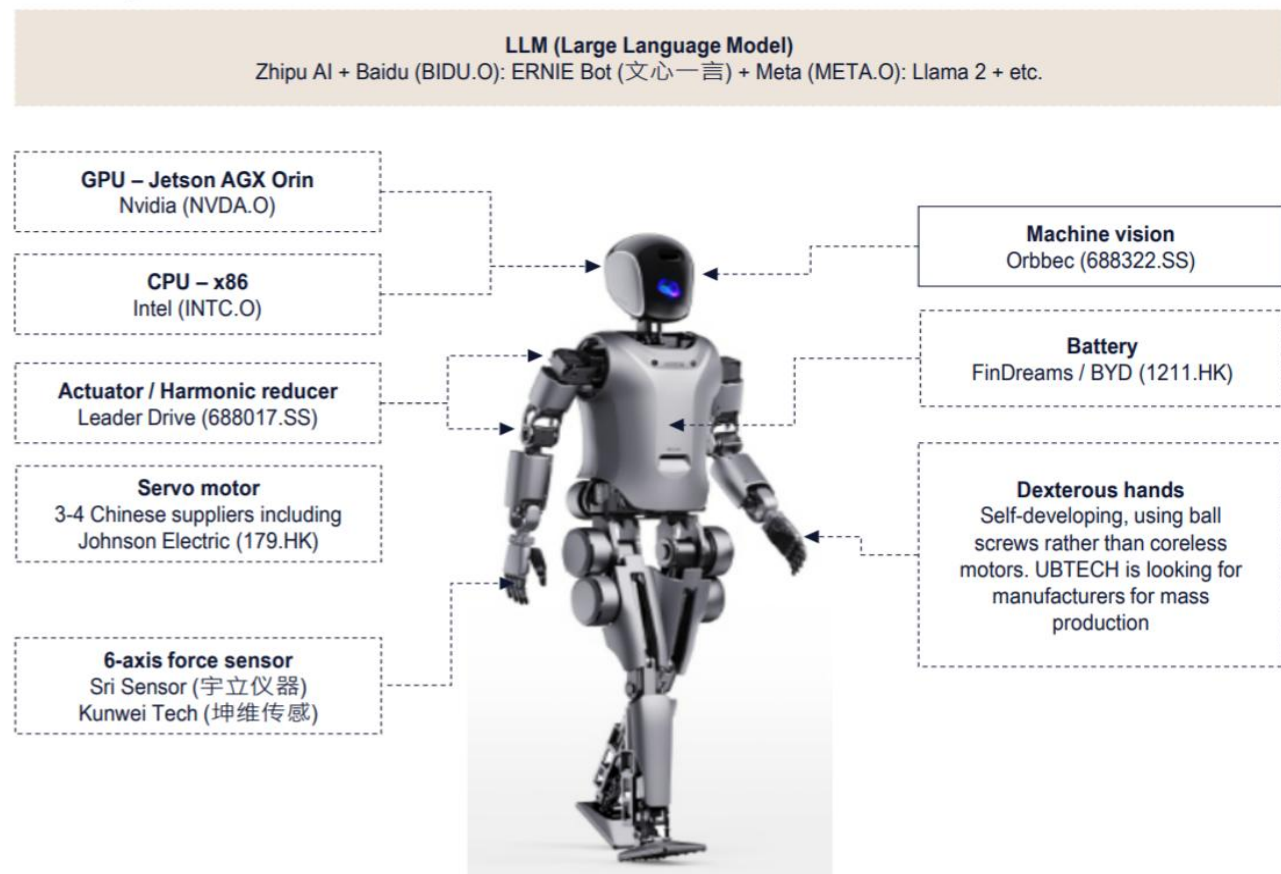 LLM (Large Language Model)
Zhipu AI + Baidu (BIDU.O): ERNIE Bot (文心一言) + Meta (META.O): Llama 2 + etc.
GPU – Jetson AGX Orin
Nvidia (NVDA.O)
CPU – x86
Intel (INTC.O)
Actuator / Harmonic reducer
Leader Drive (688017.SS)
Servo motor
3-4 Chinese suppliers including
Johnson Electric (179.HK)
6-axis force sensor
Sri Sensor (宇立仪器)
Kunwei Tech (坤维传感)
Machine vision
Orbbec (688322.SS)
Battery
FinDreams / BYD (1211.HK)
Dexterous hands
Self-developing, using ball
screws rather than coreless
motors. UBTECH is looking for
manufacturers for mass
production